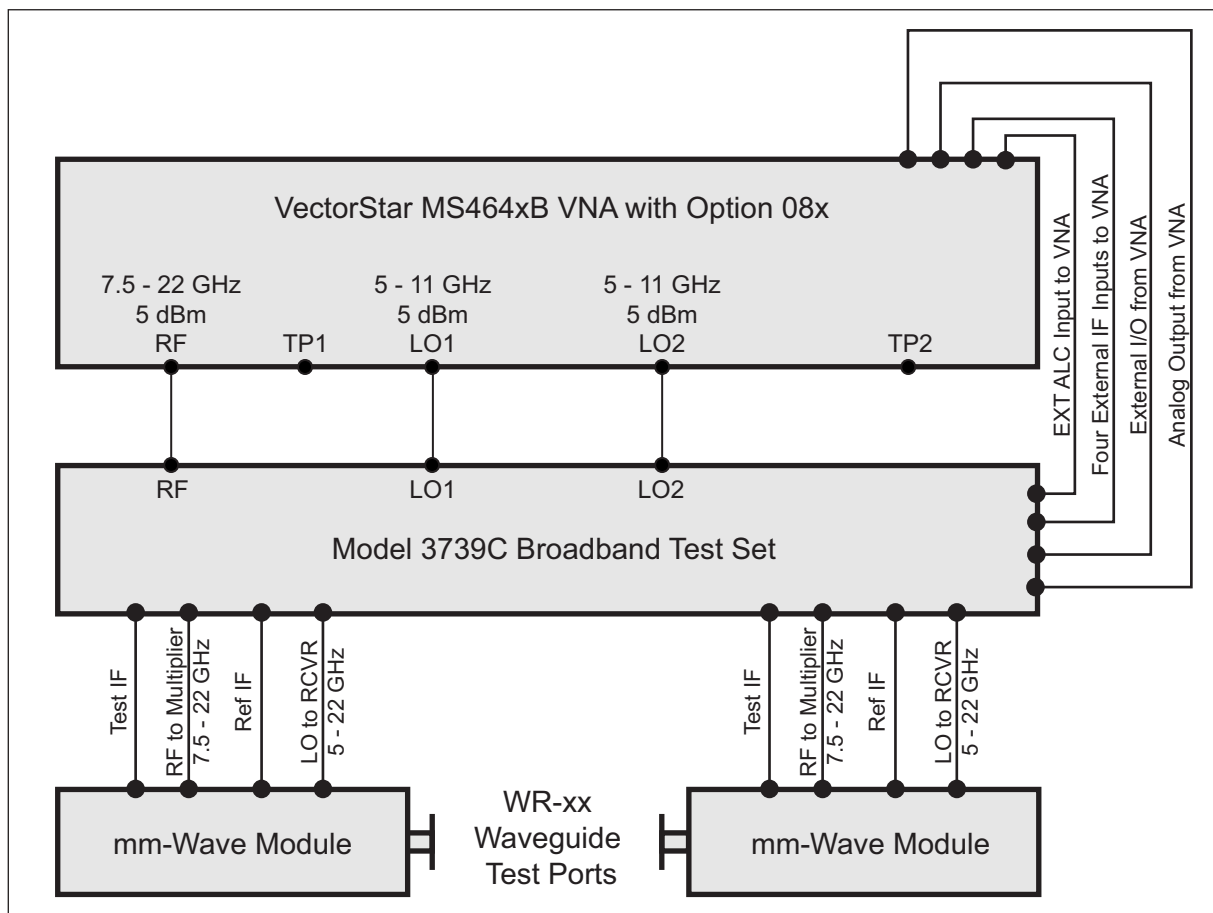 VectorStar MS464xB VNA with Option 08x
7.5 - 22 GHz
5 dBm
RF
TP1
5 - 11 GHz
5 dBm
LO1
5 - 11 GHz
5 dBm
LO2
TP2
EXT ALC Input to VNA
Four External IF Inputs to VNA
External I/O from VNA
Analog Output from VNA
RF
LO1
LO2
Model 3739C Broadband Test Set
Test IF
RF to Multiplier
7.5 - 22 GHz
Ref IF
LO to RCVR
5 - 22 GHz
Test IF
RF to Multiplier
7.5 - 22 GHz
Ref IF
LO to RCVR
5 - 22 GHz
mm-Wave Module
WR-xx
Waveguide
Test Ports
mm-Wave Module